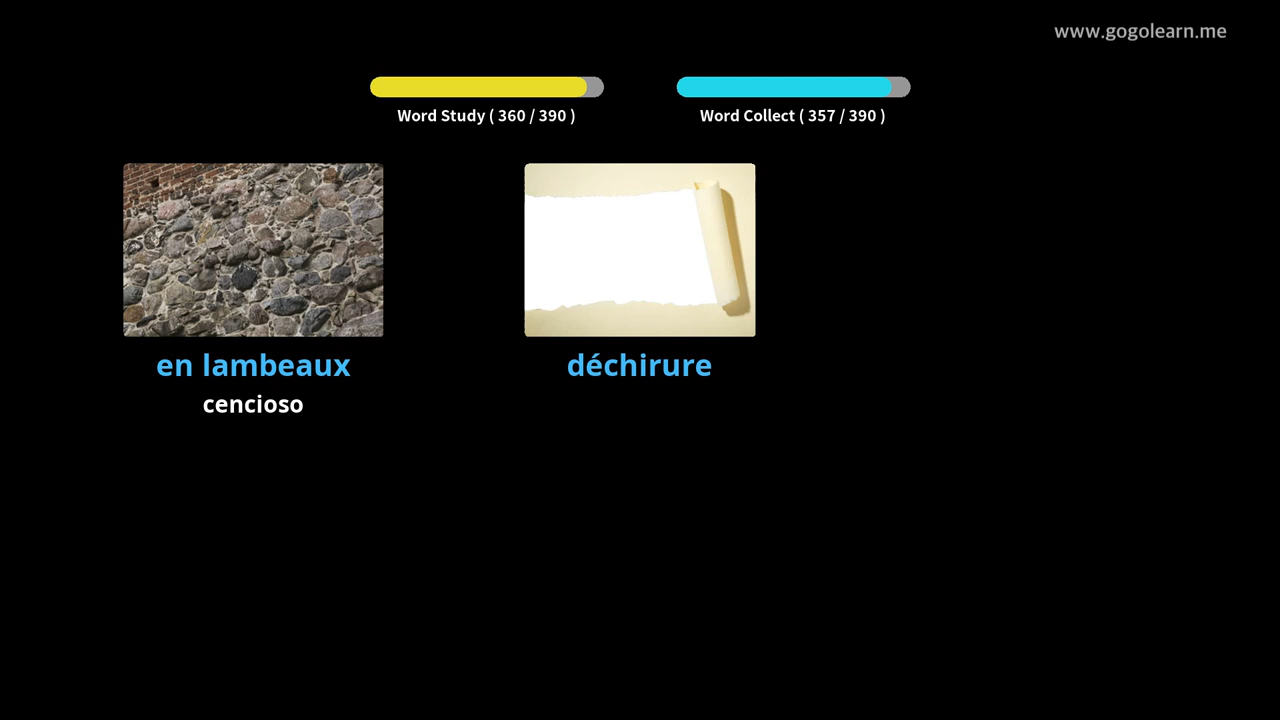 www.gogolearn.me
Word Study ( 360 / 390 )
Word Collect ( 357 / 390 )
en lambeaux
cencioso
déchirure